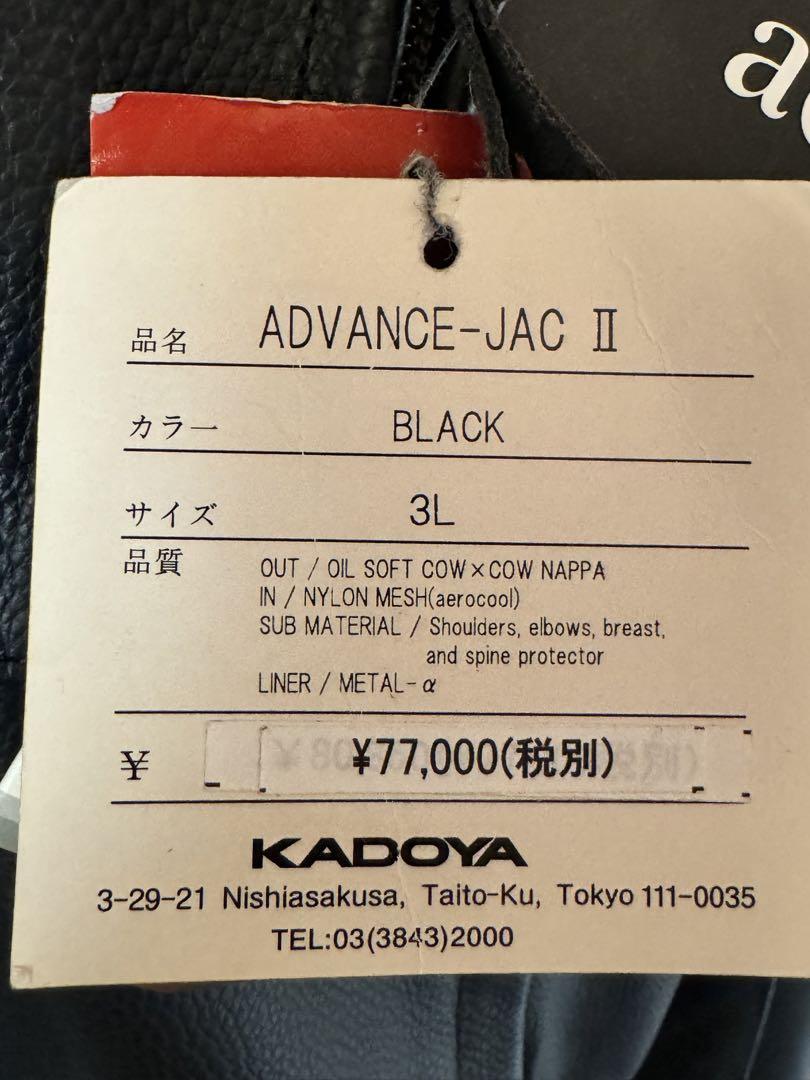 品名 ADVANCE-JAC Ⅱ
カラー BLACK
サイズ 3L
品質 OUT / OIL SOFT COW×COW NAPPA
IN / NYLON MESH(aerocool)
SUB MATERIAL / Shoulders, elbows, breast,
and spine protector
LINER / METAL-α
¥ ¥77,000(税別)
KADOYA
3-29-21 Nishiasakusa, Taito-Ku, Tokyo 111-0035
TEL:03(3843)2000